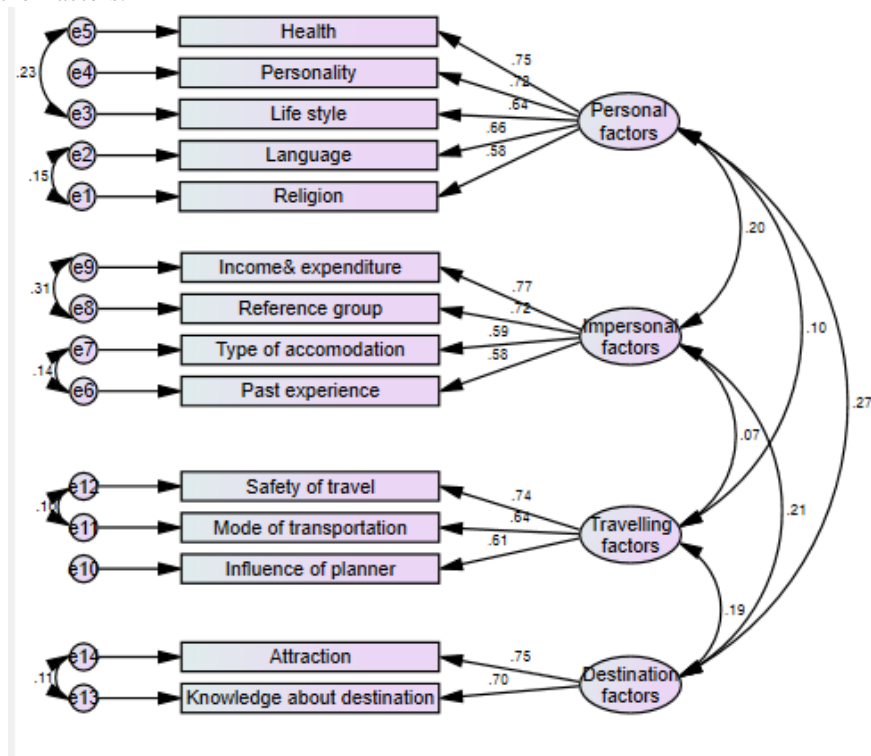 e5
Health
.75
.23
e4
Personality
.72
e3
Life style
.64
Personal
factors
e2
Language
.66
.15
e1
Religion
.58
.20
e9
Income& expenditure
.77
.31
e8
Reference group
.72
Impersonal
factors
.10
e7
Type of accomodation
.59
.14
e6
Past experience
.58
.27
.07
e12
Safety of travel
.74
.21
e11
Mode of transportation
.64
Travelling
factors
e10
Influence of planner
.61
.19
e14
Attraction
.75
.11
e13
Knowledge about destination
.70
Destination
factors